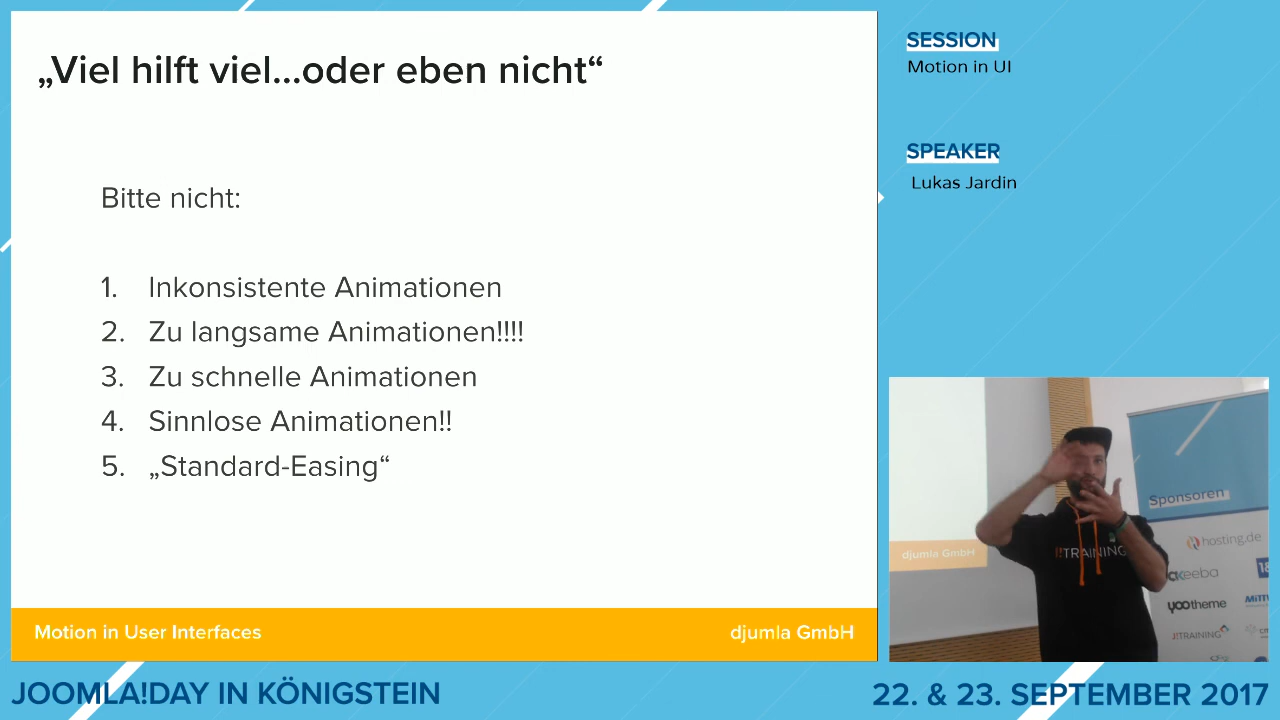 „Viel hilft viel...oder eben nicht“
Bitte nicht:
1. Inkonsistente Animationen
2. Zu langsame Animationen!!!!
3. Zu schnelle Animationen
4. Sinnlose Animationen!!
5. „Standard-Easing“
Motion in User Interfaces
djumla GmbH
SESSION
Motion in UI
SPEAKER
Lukas Jardin
djumla GmbH
J!TRAINING
Sponsoren
hosting.de
akeeba
yootheme
J!TRAINING
JOOMLA!DAY IN KÖNIGSTEIN
22. & 23. SEPTEMBER 2017